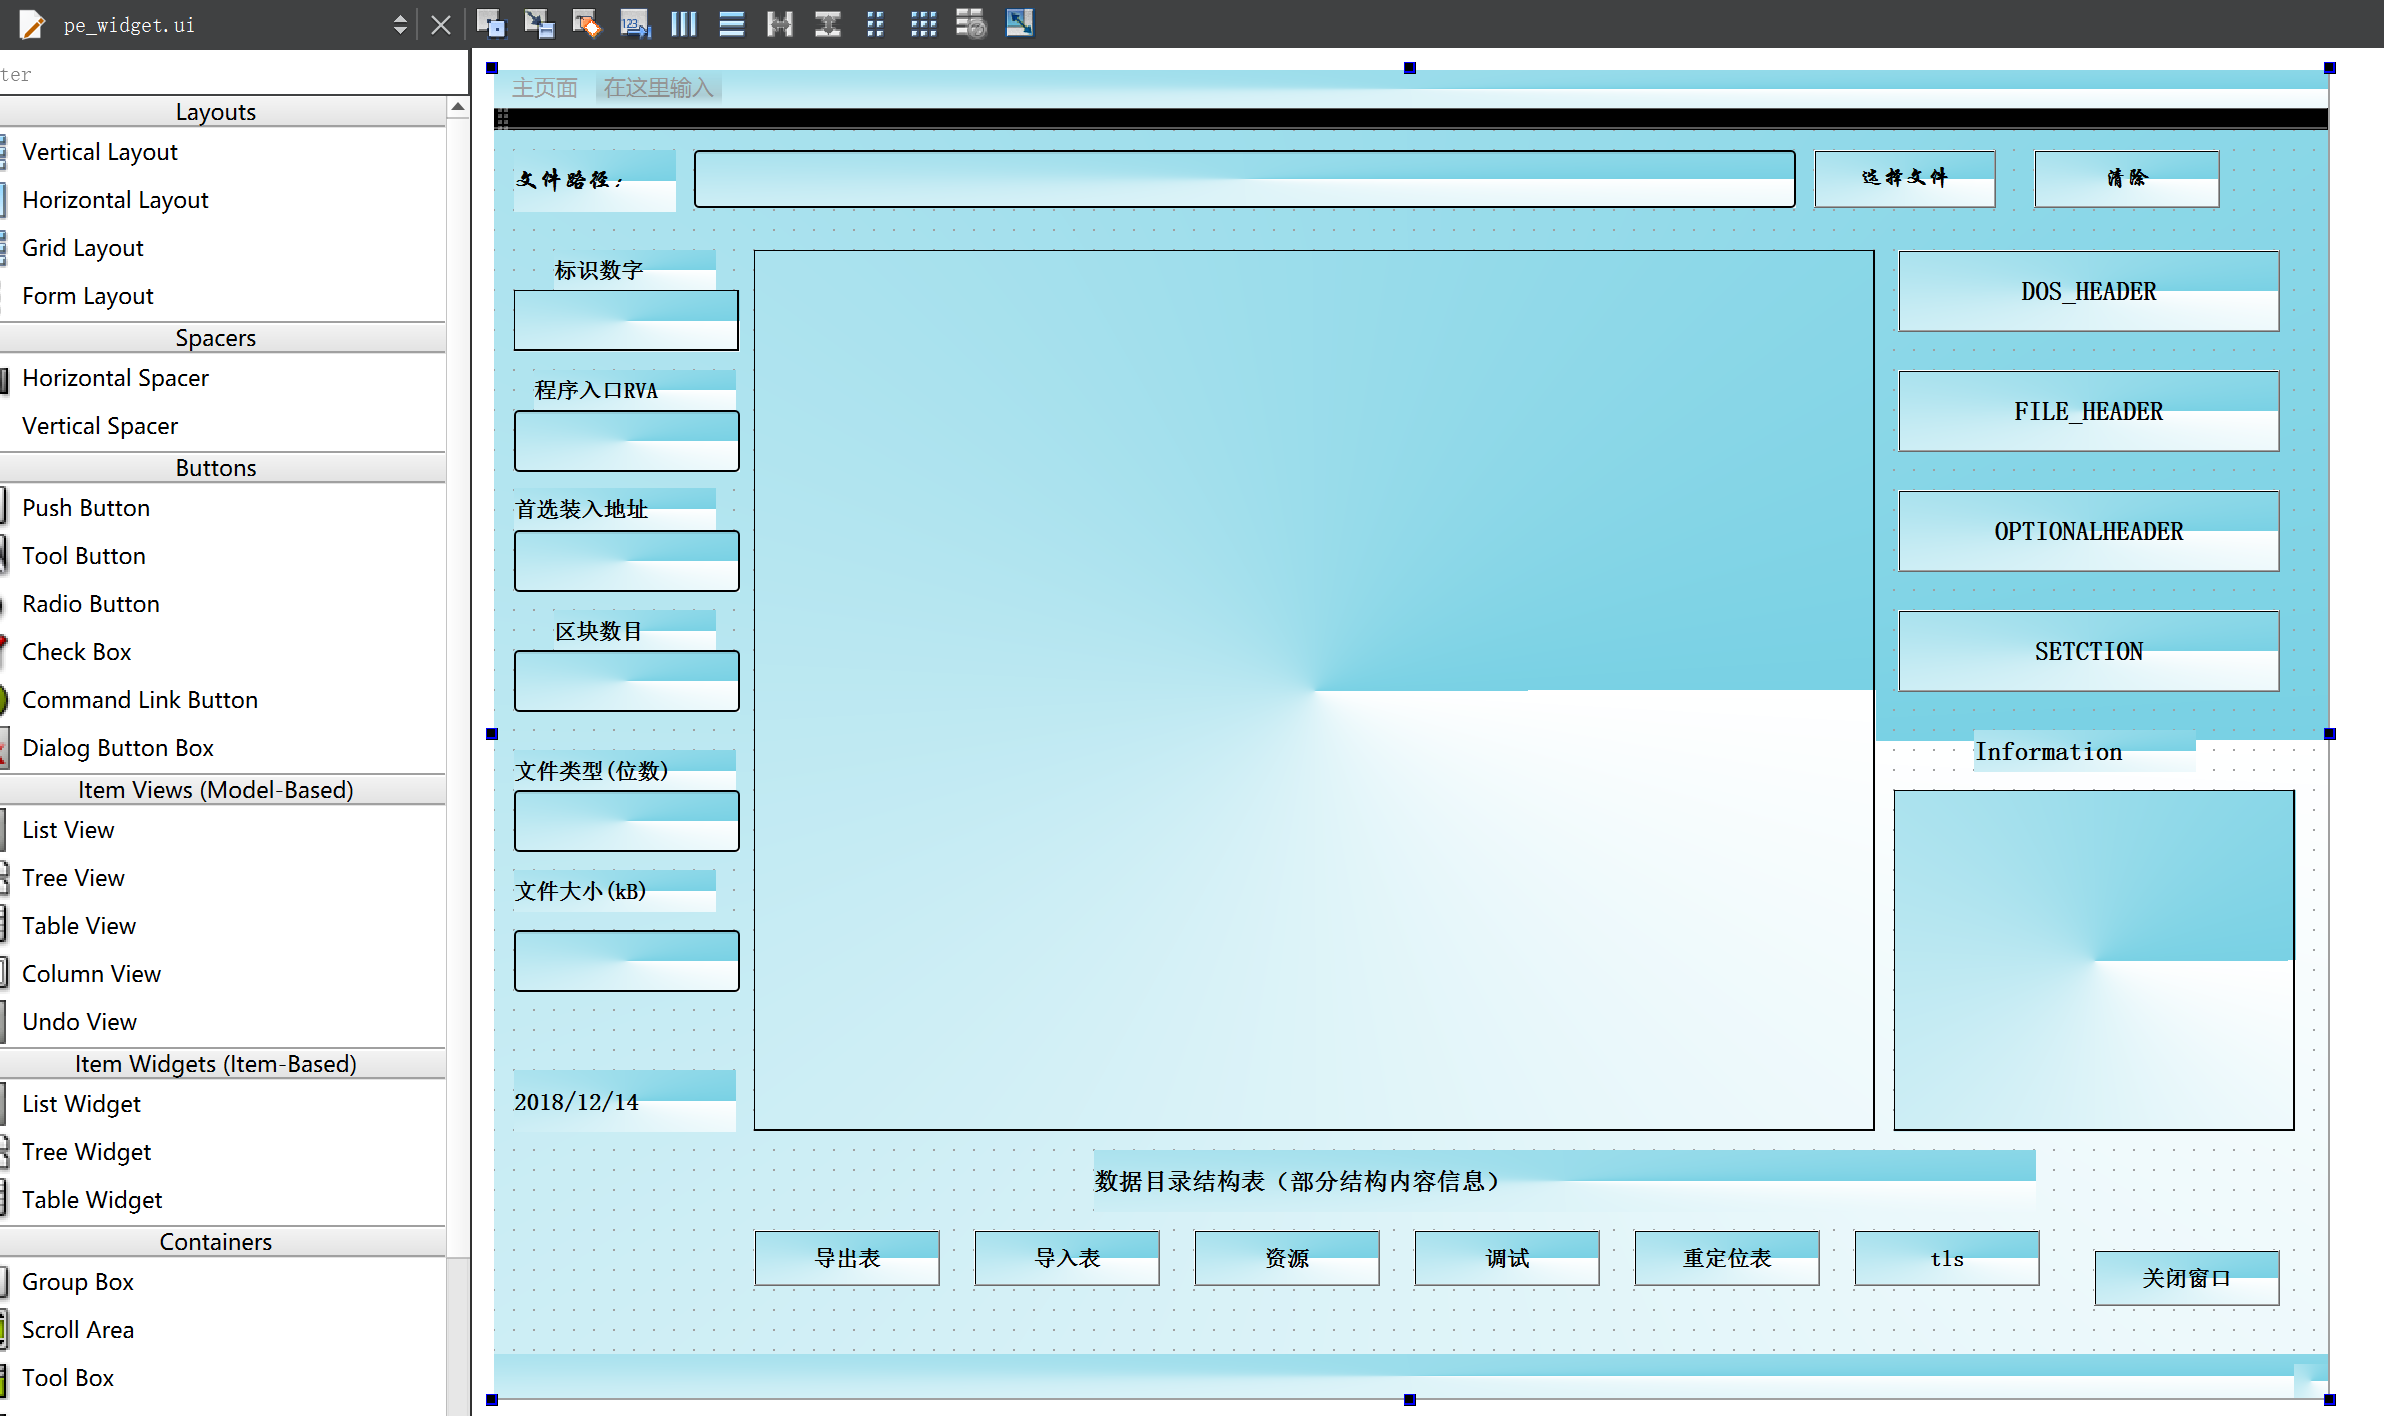 pe_widget.ui
ter
Layouts
Vertical Layout
Horizontal Layout
Grid Layout
Form Layout
Spacers
Horizontal Spacer
Vertical Spacer
Buttons
Push Button
Tool Button
Radio Button
Check Box
Command Link Button
Dialog Button Box
Item Views (Model-Based)
List View
Tree View
Table View
Column View
Undo View
Item Widgets (Item-Based)
List Widget
Tree Widget
Table Widget
Containers
Group Box
Scroll Area
Tool Box
主页面 在这里输入
文件路径: 选择文件 清除
标识数字
程序入口RVA
首选装入地址
区块数目
文件类型(位数)
文件大小(kB)
2018/12/14
DOS_HEADER
FILE_HEADER
OPTIONALHEADER
SETCTION
Information
数据目录结构表（部分结构内容信息）
导出表 导入表 资源 调试 重定位表 tls
关闭窗口